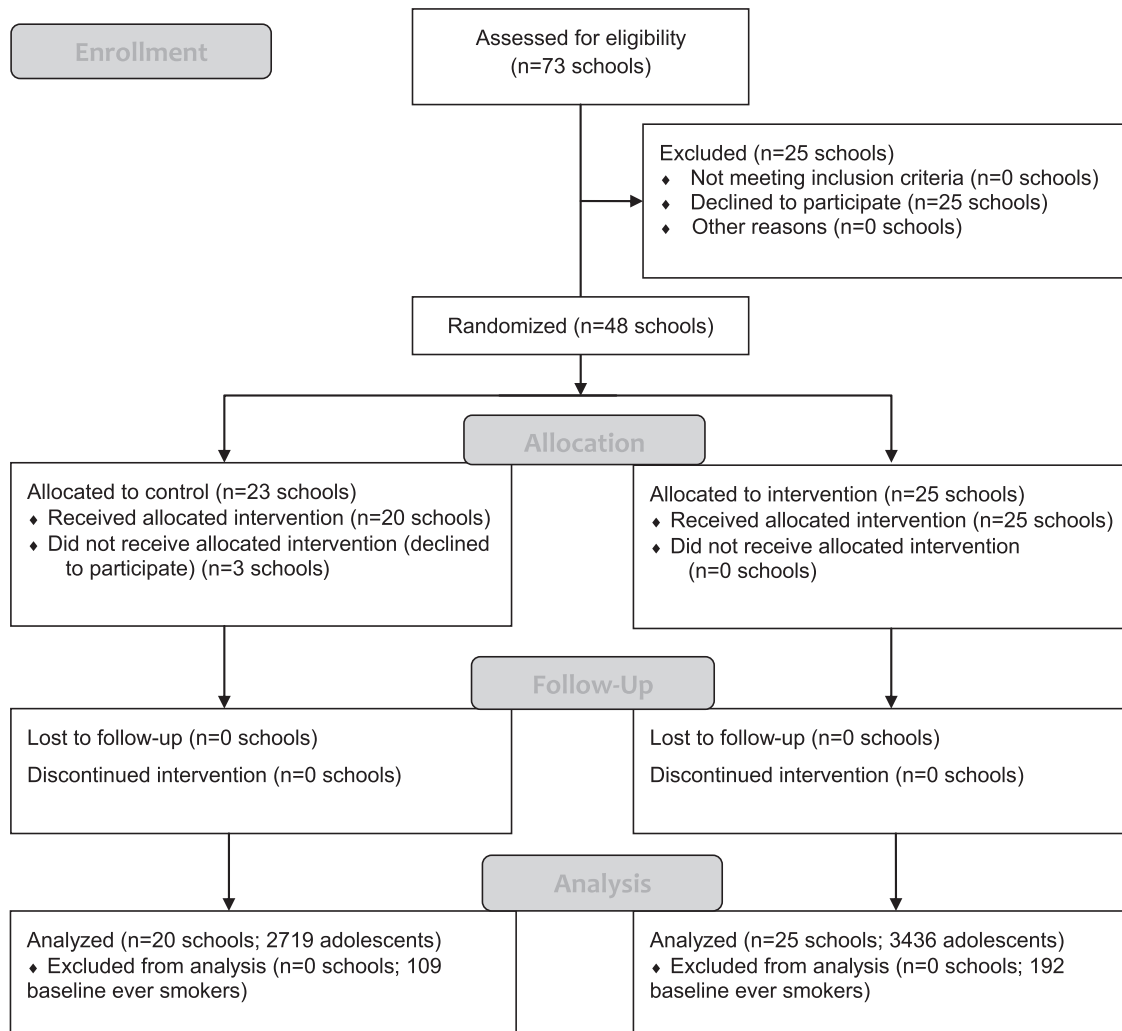 Enrollment
Assessed for eligibility
(n=73 schools)
Excluded (n=25 schools)
♦ Not meeting inclusion criteria (n=0 schools)
♦ Declined to participate (n=25 schools)
♦ Other reasons (n=0 schools)
Randomized (n=48 schools)
Allocation
Allocated to control (n=23 schools)
♦ Received allocated intervention (n=20 schools)
♦ Did not receive allocated intervention (declined
to participate) (n=3 schools)
Allocated to intervention (n=25 schools)
♦ Received allocated intervention (n=25 schools)
♦ Did not receive allocated intervention
(n=0 schools)
Follow-Up
Lost to follow-up (n=0 schools)
Discontinued intervention (n=0 schools)
Lost to follow-up (n=0 schools)
Discontinued intervention (n=0 schools)
Analysis
Analyzed (n=20 schools; 2719 adolescents)
♦ Excluded from analysis (n=0 schools; 109
baseline ever smokers)
Analyzed (n=25 schools; 3436 adolescents)
♦ Excluded from analysis (n=0 schools; 192
baseline ever smokers)